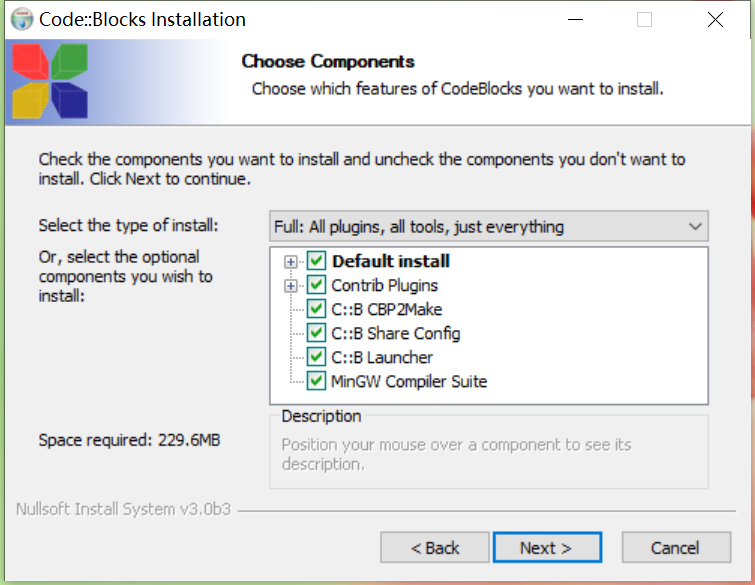 Code::Blocks Installation
Choose Components
Choose which features of CodeBlocks you want to install.
Check the components you want to install and uncheck the components you don't want to
install. Click Next to continue.
Select the type of install:
Full: All plugins, all tools, just everything
Or, select the optional
components you wish to
install:
Default install
Contrib Plugins
C::B CBP2Make
C::B Share Config
C::B Launcher
MinGW Compiler Suite
Space required: 229.6MB
Description
Position your mouse over a component to see its
description.
Nullsoft Install System v3.0b3
< Back
Next >
Cancel